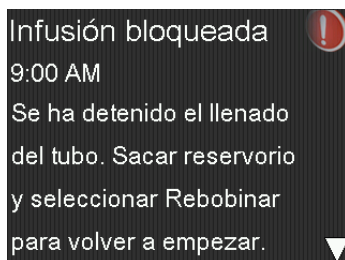 Infusión bloqueada
9:00 AM
Se ha detenido el llenado
del tubo. Sacar reservorio
y seleccionar Rebobinar
para volver a empezar.